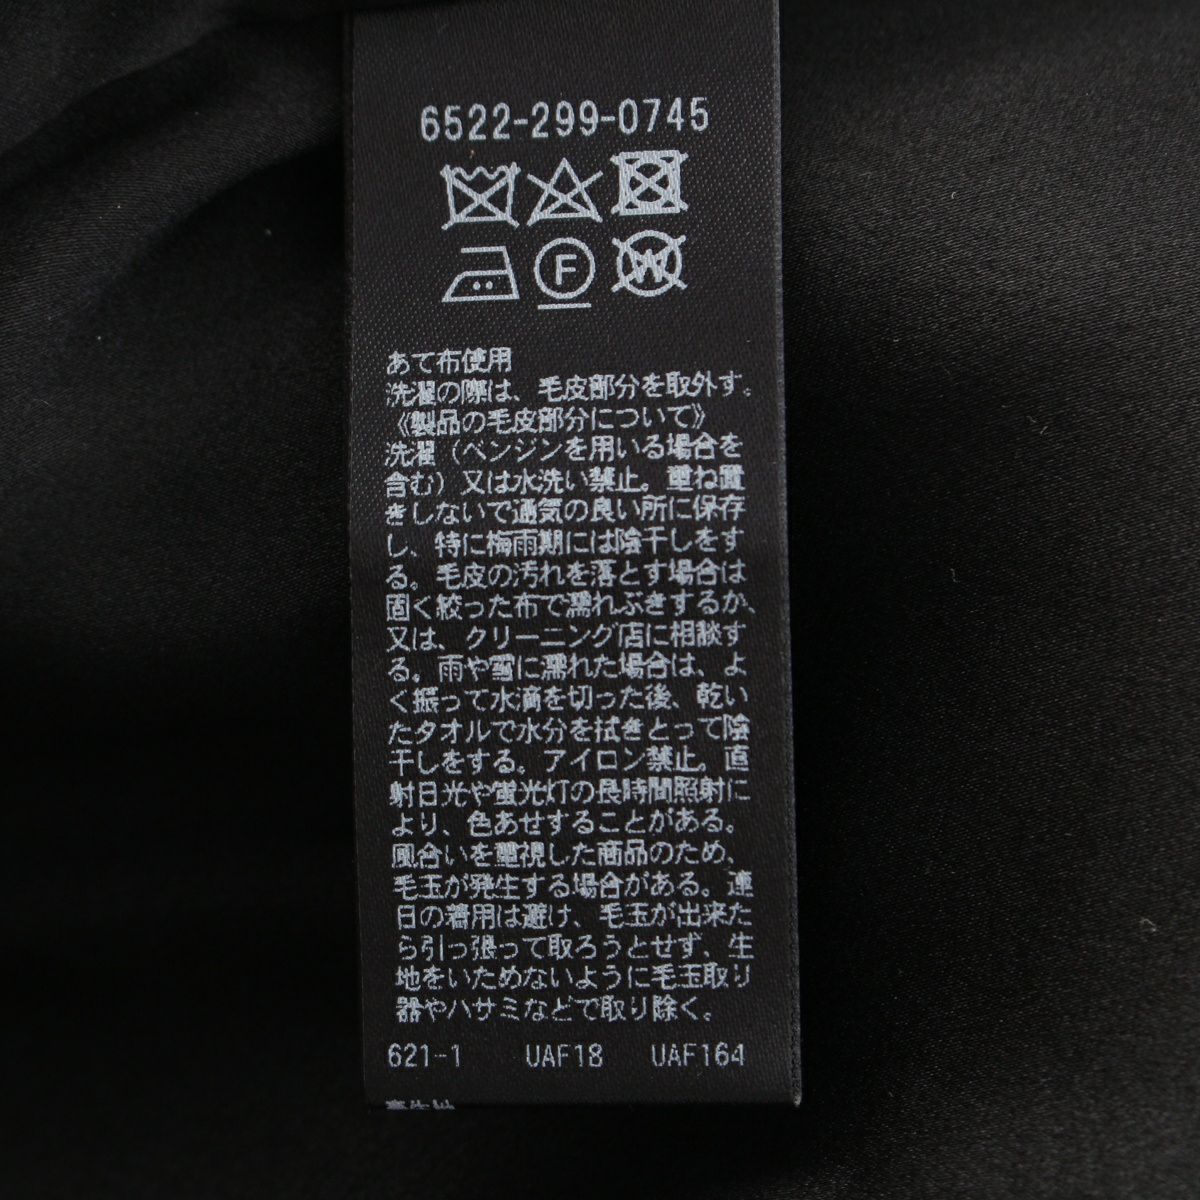 6522-299-0745
F
W
あて布使用
洗濯の際は、毛皮部分を取外す。
《製品の毛皮部分について》
洗濯(ベンジンを用いる場合を
含む)又は水洗い禁止。重ね置
きしないで通気の良い所に保存
し、特に梅雨期には陰干しをす
る。毛皮の汚れを落とす場合は
固く絞った布で濡れぶきするか、
又は、クリーニング店に相談す
る。雨や雪に濡れた場合は、よ
く振って水滴を切った後、乾い
たタオルで水分を拭きとって陰
干しをする。アイロン禁止。直
射日光や蛍光灯の長時間照射に
より、色あせすることがある。
風合いを重視した商品のため、
毛玉が発生する場合がある。連
日の着用は避け、毛玉が出来た
ら引っ張って取ろうとせず、生
地をいためないように毛玉取り
器やハサミなどで取り除く。
621-1 UAF18 UAF164